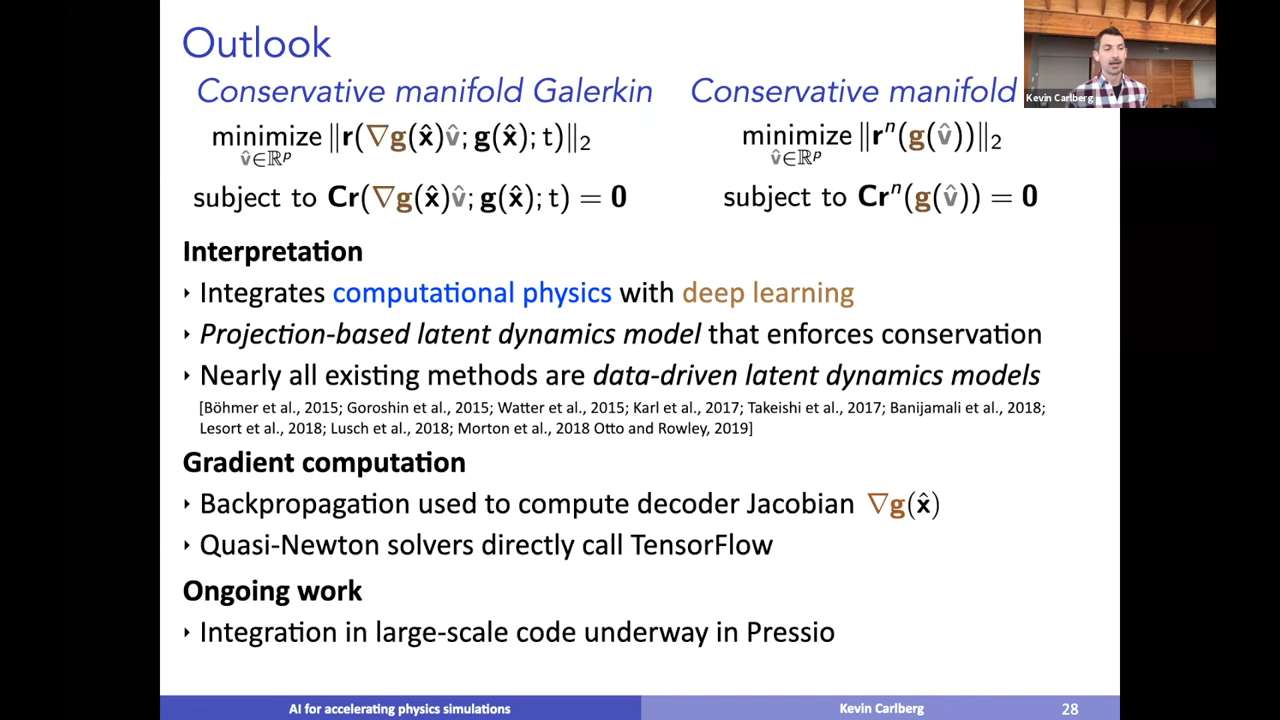 Outlook
Conservative manifold Galerkin
Conservative manifold
minimize ‖r(∇g(x̂)v̂; g(x̂); t)‖₂
v̂∈ℝᵖ
minimize ‖rⁿ(g(v̂))‖₂
v̂∈ℝᵖ
subject to Cr(∇g(x̂)v̂; g(x̂); t) = 0
subject to Crⁿ(g(v̂)) = 0
Interpretation
‣ Integrates computational physics with deep learning
‣ Projection-based latent dynamics model that enforces conservation
‣ Nearly all existing methods are data-driven latent dynamics models
[Böhmer et al., 2015; Goroshin et al., 2015; Watter et al., 2015; Karl et al., 2017; Takeishi et al., 2017; Banijamali et al., 2018;
Lesort et al., 2018; Lusch et al., 2018; Morton et al., 2018 Otto and Rowley, 2019]
Gradient computation
‣ Backpropagation used to compute decoder Jacobian ∇g(x̂)
‣ Quasi-Newton solvers directly call TensorFlow
Ongoing work
‣ Integration in large-scale code underway in Pressio
AI for accelerating physics simulations
Kevin Carlberg
28
Kevin Carlberg